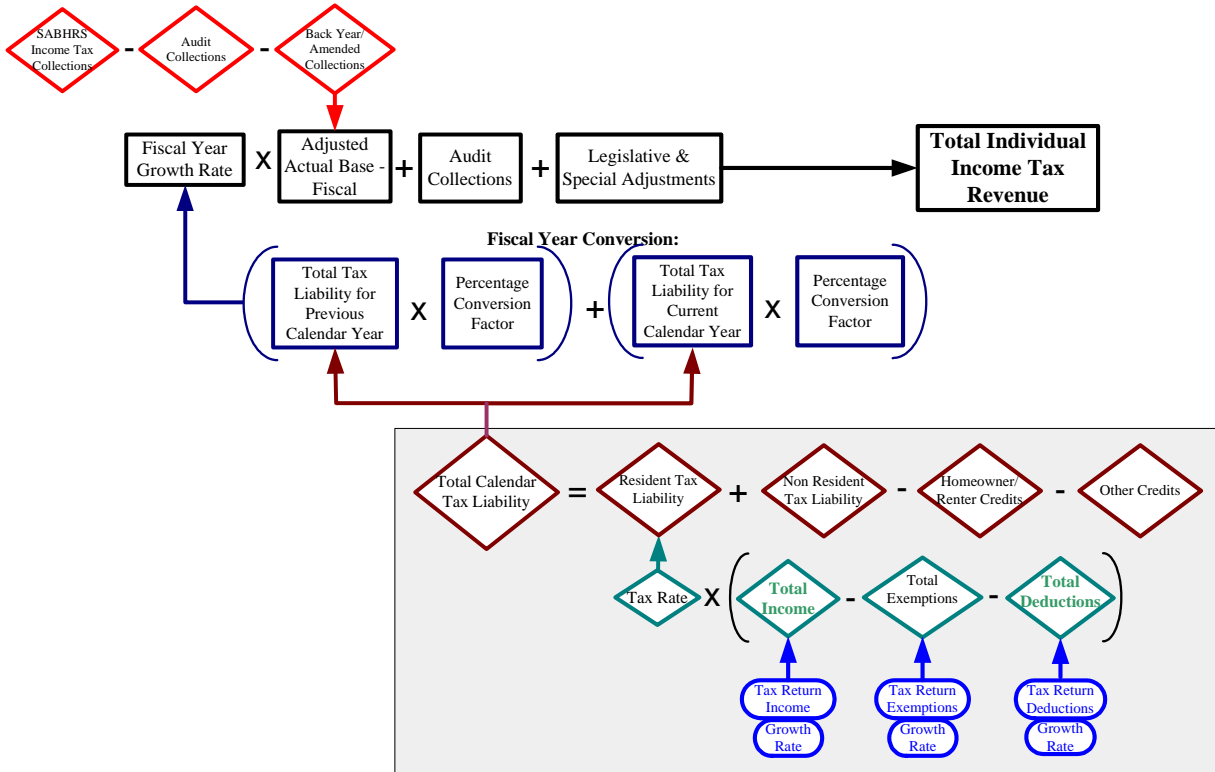 SABHRS
Income Tax
Collections
-
Audit
Collections
-
Back Year/
Amended
Collections
Fiscal Year
Growth Rate
X
Adjusted
Actual Base -
Fiscal
+
Audit
Collections
+
Legislative &
Special Adjustments
Total Individual
Income Tax
Revenue
Fiscal Year Conversion:
(
Total Tax
Liability for
Previous
Calendar Year
X
Percentage
Conversion
Factor
)
+
(
Total Tax
Liability for
Current
Calendar Year
X
Percentage
Conversion
Factor
)
Total Calendar
Tax Liability
=
Resident Tax
Liability
+
Non Resident
Tax Liability
-
Homeowner/
Renter Credits
-
Other Credits
Tax Rate
X
(
Total
Income
-
Total
Exemptions
-
Total
Deductions
)
Tax Return
Income
Growth
Rate
Tax Return
Exemptions
Growth
Rate
Tax Return
Deductions
Growth
Rate